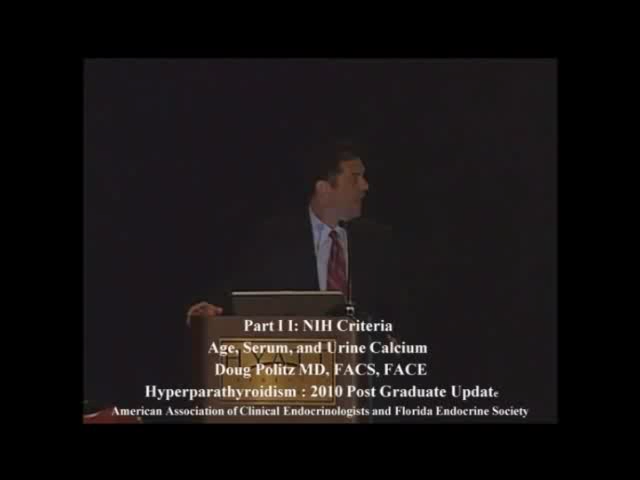 HYATT
Part I I: NIH Criteria
Age, Serum, and Urine Calcium
Doug Politz MD, FACS, FACE
Hyperparathyroidism : 2010 Post Graduate Update
American Association of Clinical Endocrinologists and Florida Endocrine Society